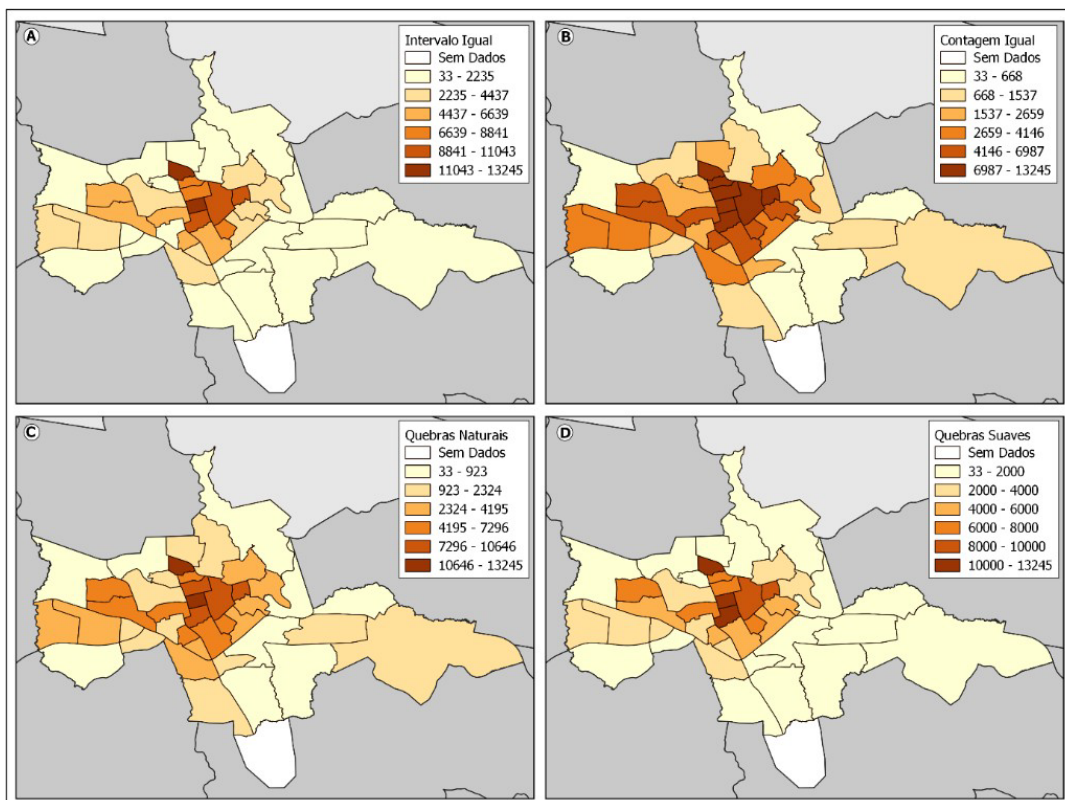 A
Intervalo Igual
Sem Dados
33 - 2235
2235 - 4437
4437 - 6639
6639 - 8841
8841 - 11043
11043 - 13245
B
Contagem Igual
Sem Dados
33 - 668
668 - 1537
1537 - 2659
2659 - 4146
4146 - 6987
6987 - 13245
C
Quebras Naturais
Sem Dados
33 - 923
923 - 2324
2324 - 4195
4195 - 7296
7296 - 10646
10646 - 13245
D
Quebras Suaves
Sem Dados
33 - 2000
2000 - 4000
4000 - 6000
6000 - 8000
8000 - 10000
10000 - 13245